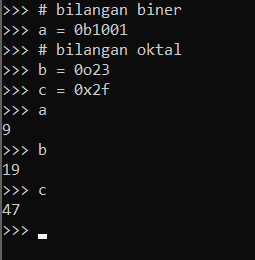 >>> # bilangan biner
>>> a = 0b1001
>>> # bilangan oktal
>>> b = 0o23
>>> c = 0x2f
>>> a
9
>>> b
19
>>> c
47
>>>